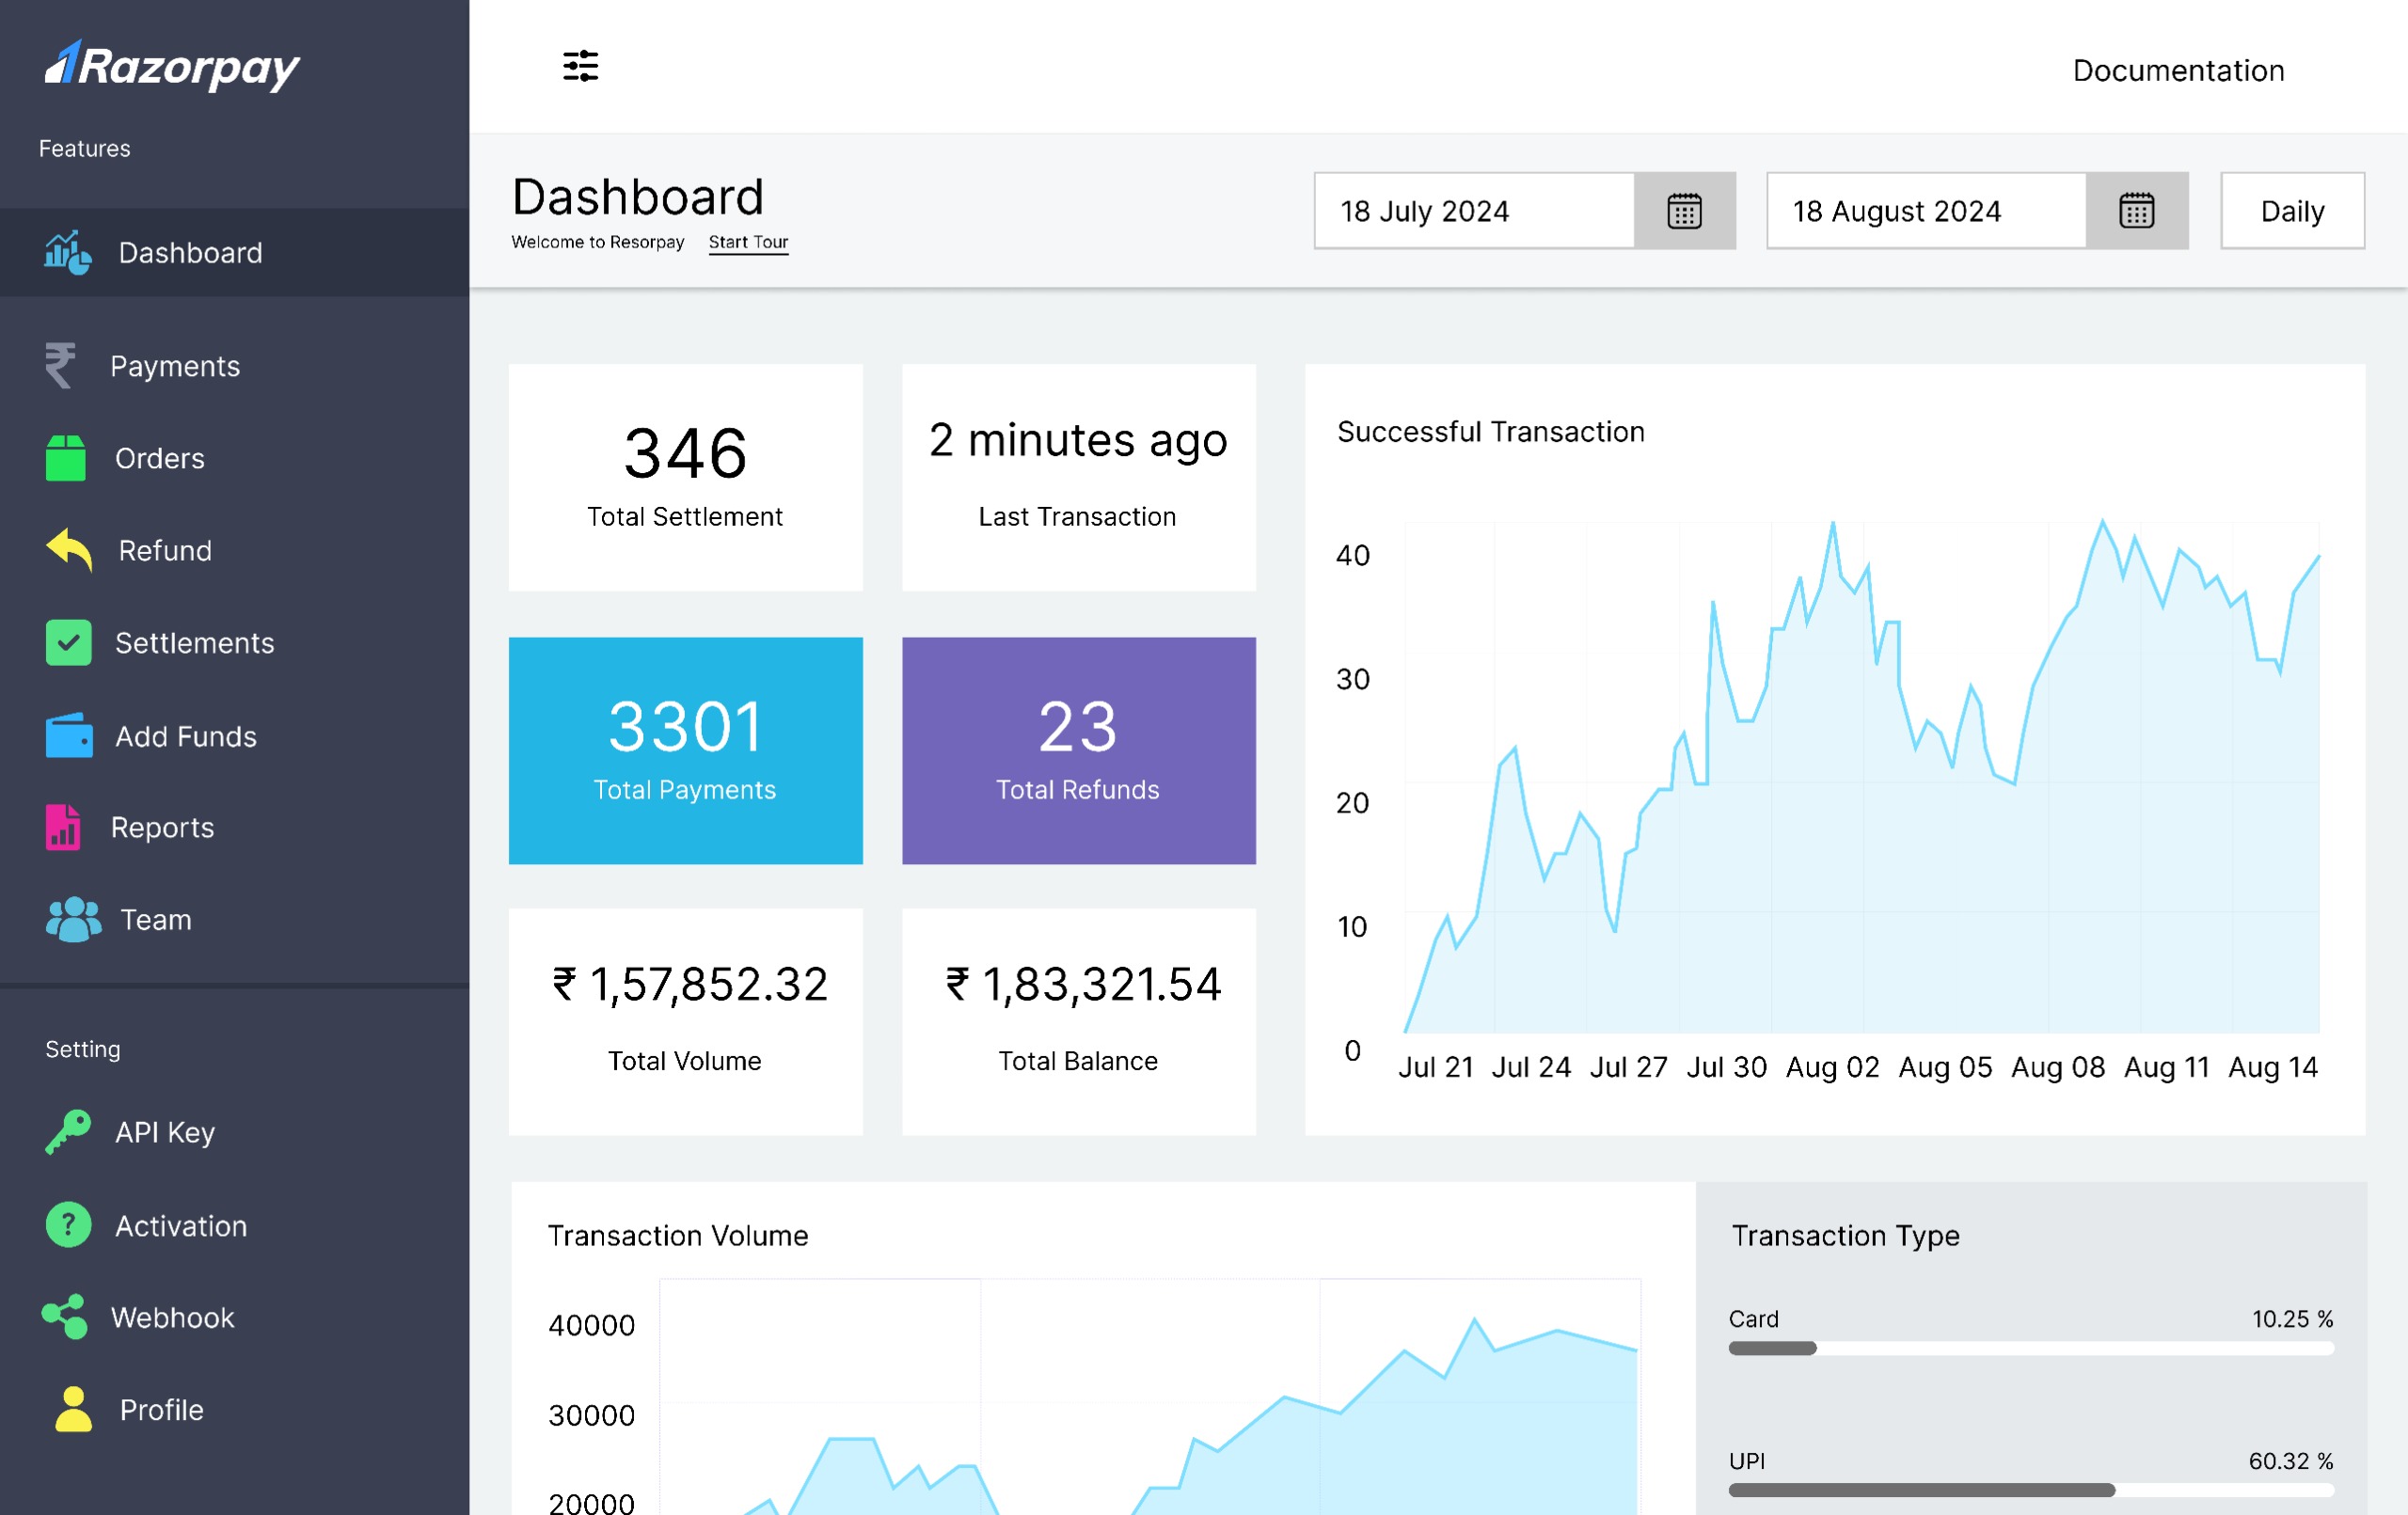 Razorpay
Features
Dashboard
Payments
Orders
Refund
Settlements
Add Funds
Reports
Team
Setting
API Key
Activation
Webhook
Profile
Documentation
Dashboard
Welcome to Resorpay Start Tour
18 July 2024
18 August 2024
Daily
346
Total Settlement
2 minutes ago
Last Transaction
3301
Total Payments
23
Total Refunds
₹ 1,57,852.32
Total Volume
₹ 1,83,321.54
Total Balance
Successful Transaction
40
30
20
10
0
Jul 21 Jul 24 Jul 27 Jul 30 Aug 02 Aug 05 Aug 08 Aug 11 Aug 14
Transaction Volume
40000
30000
20000
Transaction Type
Card 10.25 %
UPI 60.32 %